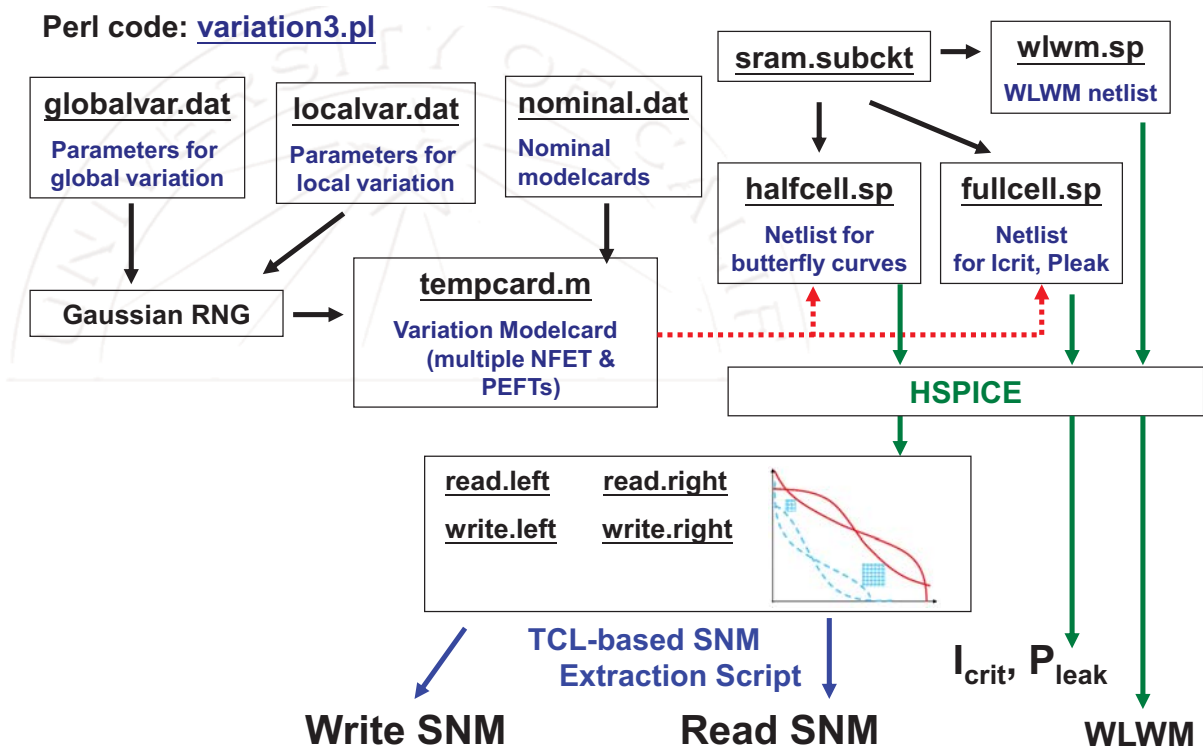 Perl code: variation3.pl
sram.subckt
wlwm.sp
WLWM netlist
globalvar.dat
Parameters for
global variation
localvar.dat
Parameters for
local variation
nominal.dat
Nominal
modelcards
halfcell.sp
Netlist for
butterfly curves
fullcell.sp
Netlist
for Icrit, Pleak
Gaussian RNG
tempcard.m
Variation Modelcard
(multiple NFET &
PEFTs)
HSPICE
read.left
read.right
write.left
write.right
TCL-based SNM
Extraction Script
Write SNM
Read SNM
Icrit, Pleak
WLWM